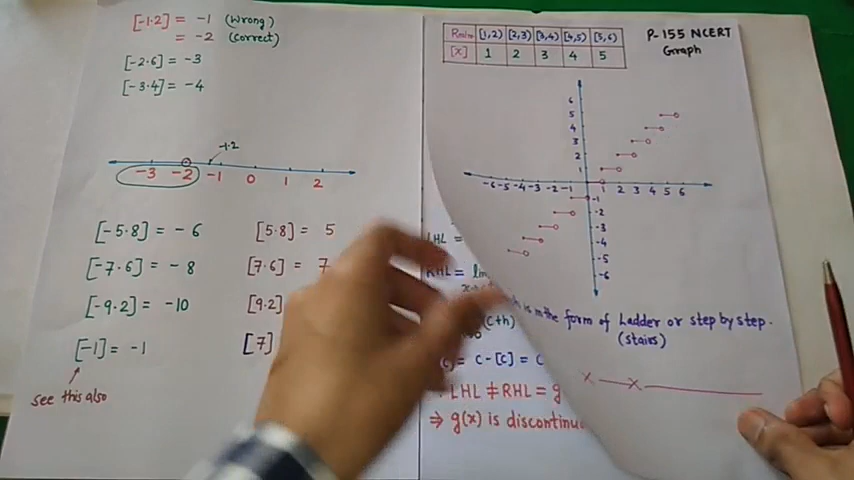 [-1·2] = -1 (Wrong)
= -2 (Correct)
[-2·6] = -3
[-3·4] = -4
-1·2
-3 -2 -1 0 1 2
[-5·8] = -6 [5·8] = 5
[-7·6] = -8 [7·6] = 7
[-9·2] = -10 [9·2]
[-1] = -1 [7]
see this also
[1,2) [2,3) [3,4) [4,5) [5,6)
[x] 1 2 3 4 5
P-155 NCERT
Graph
6
5
4
3
2
1
-6 -5 -4 -3 -2 -1 1 2 3 4 5 6
-1
-2
-3
-4
-5
-6
LHL =
RHL = lim
is in the form of Ladder or step by step.
(stairs)
(c+h)
= c - [c] = c
LHL ≠ RHL = g
⇒ g(x) is discontinu